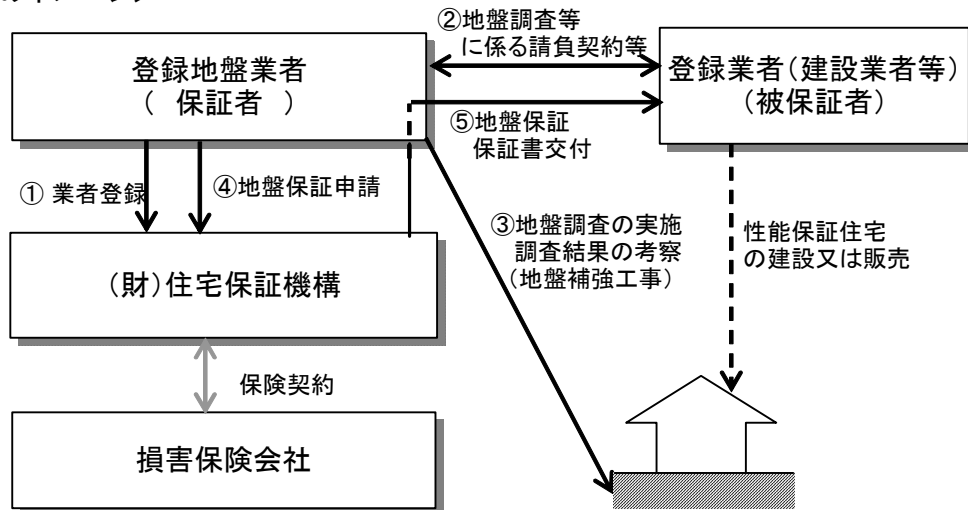 ②地盤調査等
に係る請負契約等
登録地盤業者
( 保証者 )
登録業者(建設業者等)
(被保証者)
⑤地盤保証
保証書交付
① 業者登録
④地盤保証申請
③地盤調査の実施
調査結果の考察
(地盤補強工事)
性能保証住宅
の建設又は販売
(財)住宅保証機構
保険契約
損害保険会社